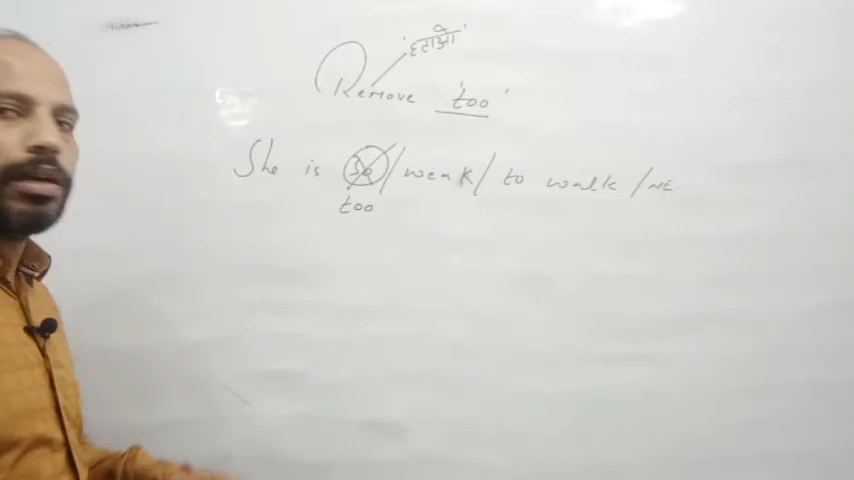 'हटाओ'
Remove 'too'
She is so / weak / to walk / NE.
too